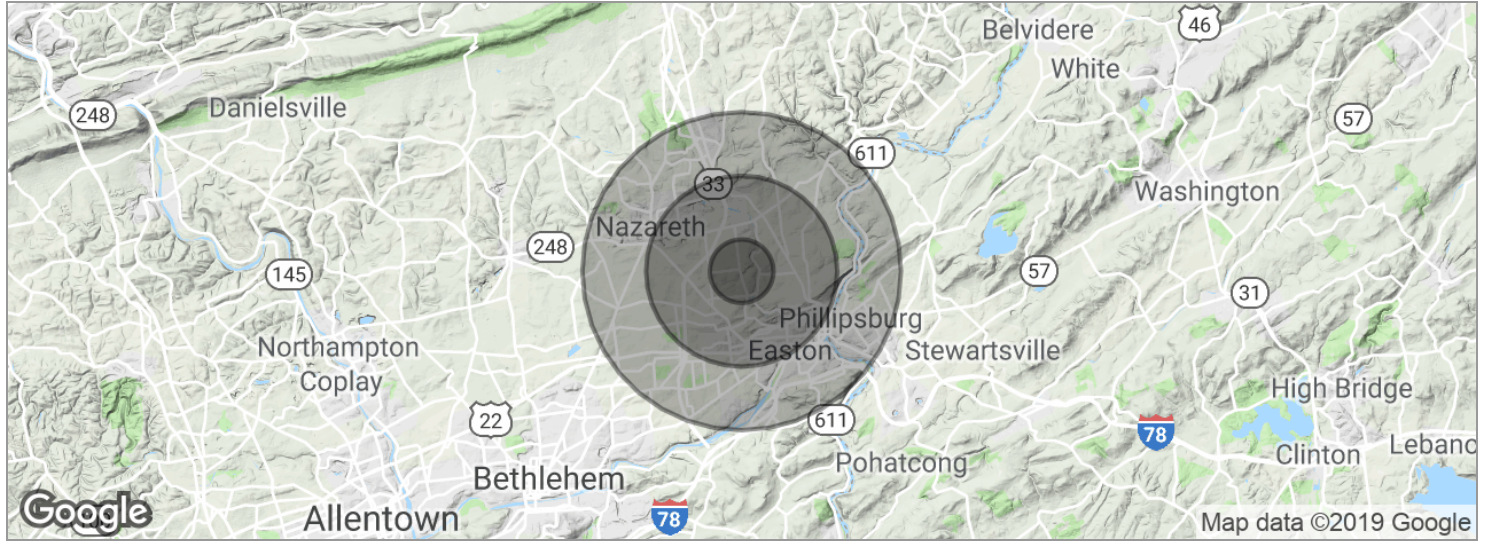 Belvidere
46
White
Danielsville
248
57
611
33
Washington
Nazareth
248
145
57
31
Phillipsburg
Northampton
Easton
Stewartsville
Coplay
High Bridge
22
611
78
Clinton
Lebanc
Pohatcong
Bethlehem
Allentown
78
Google
Map data ©2019 Google